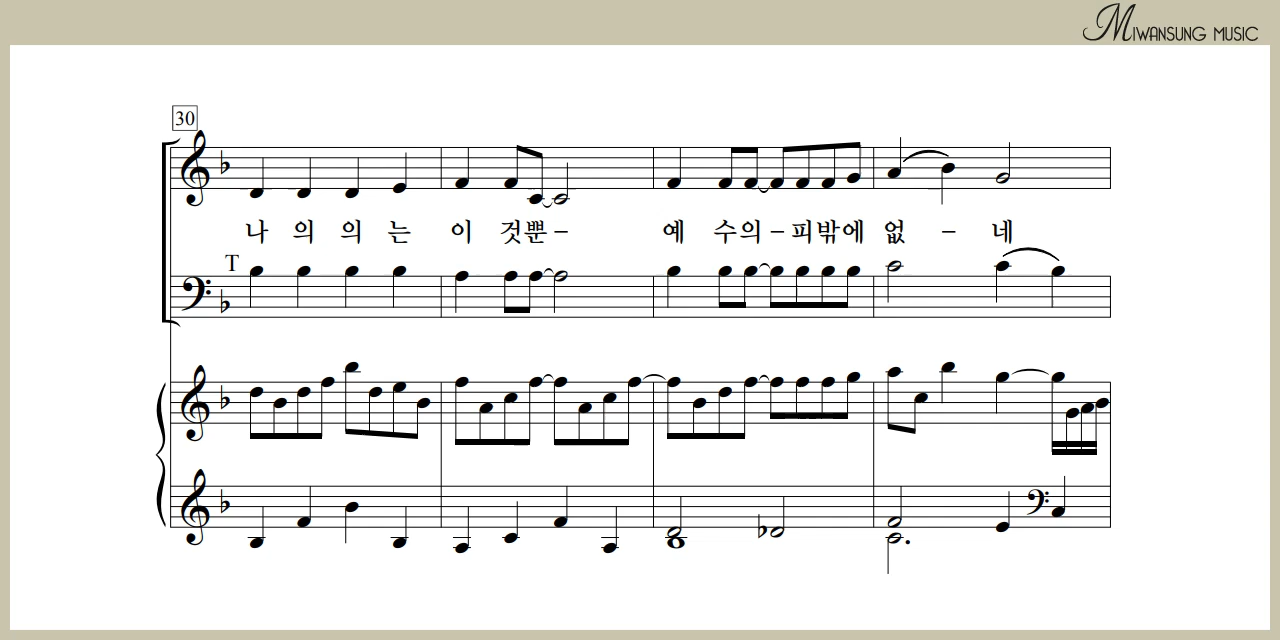 MIWANSUNG MUSIC
30
나 의 의 는 이 것뿐 – 예 수의 – 피밖에 없 – 네
T